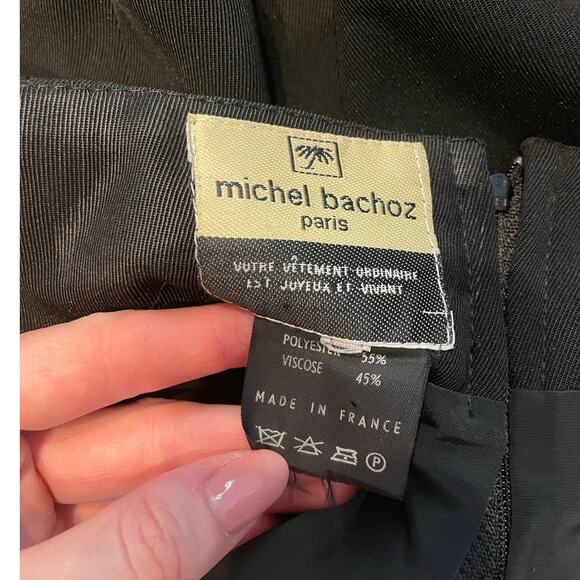 michel bachoz
paris
VOTRE VÊTEMENT ORDINAIRE
EST JOYEUX ET VIVANT
POLYESTER 55%
VISCOSE 45%
MADE IN FRANCE
P